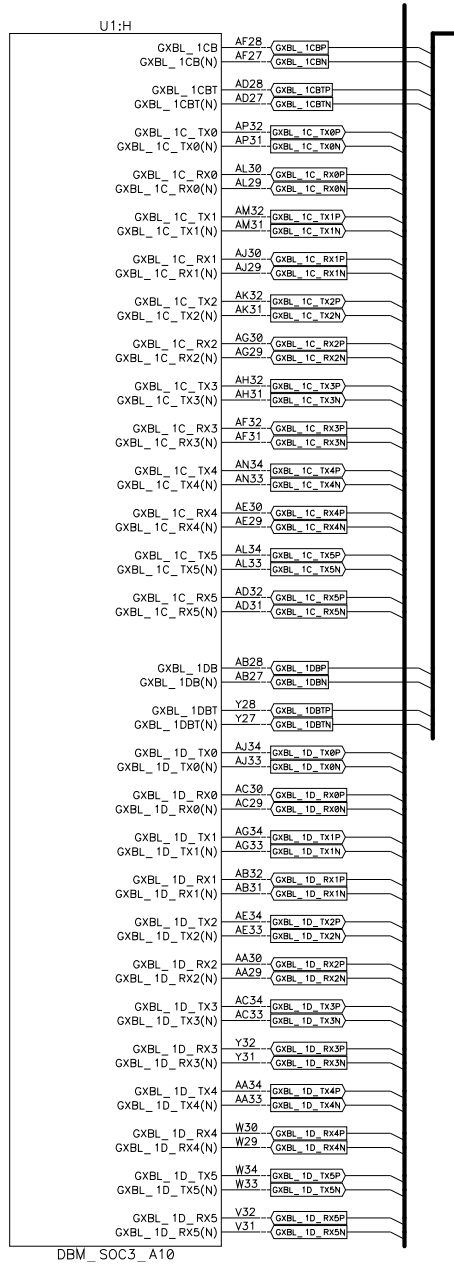 U1:H
GXBL_1CB AF28 GXBL_1CBP
GXBL_1CB(N) AF27 GXBL_1CBN
GXBL_1CBT AD28 GXBL_1CBTP
GXBL_1CBT(N) AD27 GXBL_1CBTN
GXBL_1C_TX0 AP32 GXBL_1C_TX0P
GXBL_1C_TX0(N) AP31 GXBL_1C_TX0N
GXBL_1C_RX0 AL30 GXBL_1C_RX0P
GXBL_1C_RX0(N) AL29 GXBL_1C_RX0N
GXBL_1C_TX1 AM32 GXBL_1C_TX1P
GXBL_1C_TX1(N) AM31 GXBL_1C_TX1N
GXBL_1C_RX1 AJ30 GXBL_1C_RX1P
GXBL_1C_RX1(N) AJ29 GXBL_1C_RX1N
GXBL_1C_TX2 AK32 GXBL_1C_TX2P
GXBL_1C_TX2(N) AK31 GXBL_1C_TX2N
GXBL_1C_RX2 AG30 GXBL_1C_RX2P
GXBL_1C_RX2(N) AG29 GXBL_1C_RX2N
GXBL_1C_TX3 AH32 GXBL_1C_TX3P
GXBL_1C_TX3(N) AH31 GXBL_1C_TX3N
GXBL_1C_RX3 AF32 GXBL_1C_RX3P
GXBL_1C_RX3(N) AF31 GXBL_1C_RX3N
GXBL_1C_TX4 AN34 GXBL_1C_TX4P
GXBL_1C_TX4(N) AN33 GXBL_1C_TX4N
GXBL_1C_RX4 AE30 GXBL_1C_RX4P
GXBL_1C_RX4(N) AE29 GXBL_1C_RX4N
GXBL_1C_TX5 AL34 GXBL_1C_TX5P
GXBL_1C_TX5(N) AL33 GXBL_1C_TX5N
GXBL_1C_RX5 AD32 GXBL_1C_RX5P
GXBL_1C_RX5(N) AD31 GXBL_1C_RX5N
GXBL_1DB AB28 GXBL_1DBP
GXBL_1DB(N) AB27 GXBL_1DBN
GXBL_1DBT Y28 GXBL_1DBTP
GXBL_1DBT(N) Y27 GXBL_1DBTN
GXBL_1D_TX0 AJ34 GXBL_1D_TX0P
GXBL_1D_TX0(N) AJ33 GXBL_1D_TX0N
GXBL_1D_RX0 AC30 GXBL_1D_RX0P
GXBL_1D_RX0(N) AC29 GXBL_1D_RX0N
GXBL_1D_TX1 AG34 GXBL_1D_TX1P
GXBL_1D_TX1(N) AG33 GXBL_1D_TX1N
GXBL_1D_RX1 AB32 GXBL_1D_RX1P
GXBL_1D_RX1(N) AB31 GXBL_1D_RX1N
GXBL_1D_TX2 AE34 GXBL_1D_TX2P
GXBL_1D_TX2(N) AE33 GXBL_1D_TX2N
GXBL_1D_RX2 AA30 GXBL_1D_RX2P
GXBL_1D_RX2(N) AA29 GXBL_1D_RX2N
GXBL_1D_TX3 AC34 GXBL_1D_TX3P
GXBL_1D_TX3(N) AC33 GXBL_1D_TX3N
GXBL_1D_RX3 Y32 GXBL_1D_RX3P
GXBL_1D_RX3(N) Y31 GXBL_1D_RX3N
GXBL_1D_TX4 AA34 GXBL_1D_TX4P
GXBL_1D_TX4(N) AA33 GXBL_1D_TX4N
GXBL_1D_RX4 W30 GXBL_1D_RX4P
GXBL_1D_RX4(N) W29 GXBL_1D_RX4N
GXBL_1D_TX5 W34 GXBL_1D_TX5P
GXBL_1D_TX5(N) W33 GXBL_1D_TX5N
GXBL_1D_RX5 V32 GXBL_1D_RX5P
GXBL_1D_RX5(N) V31 GXBL_1D_RX5N
DBM_SOC3_A10